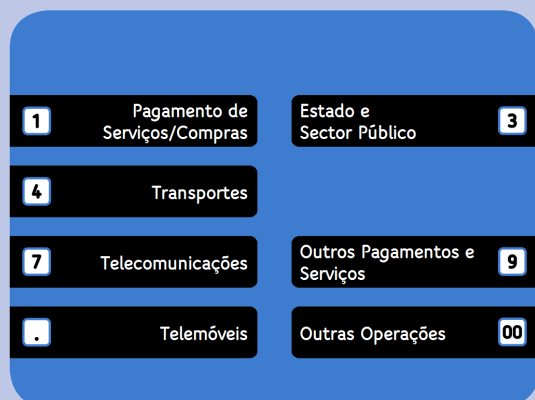 1
Pagamento de
Serviços/Compras
Estado e
Sector Público
3
4
Transportes
7
Telecomunicações
Outros Pagamentos e
Serviços
9
.
Telemóveis
Outras Operações
00